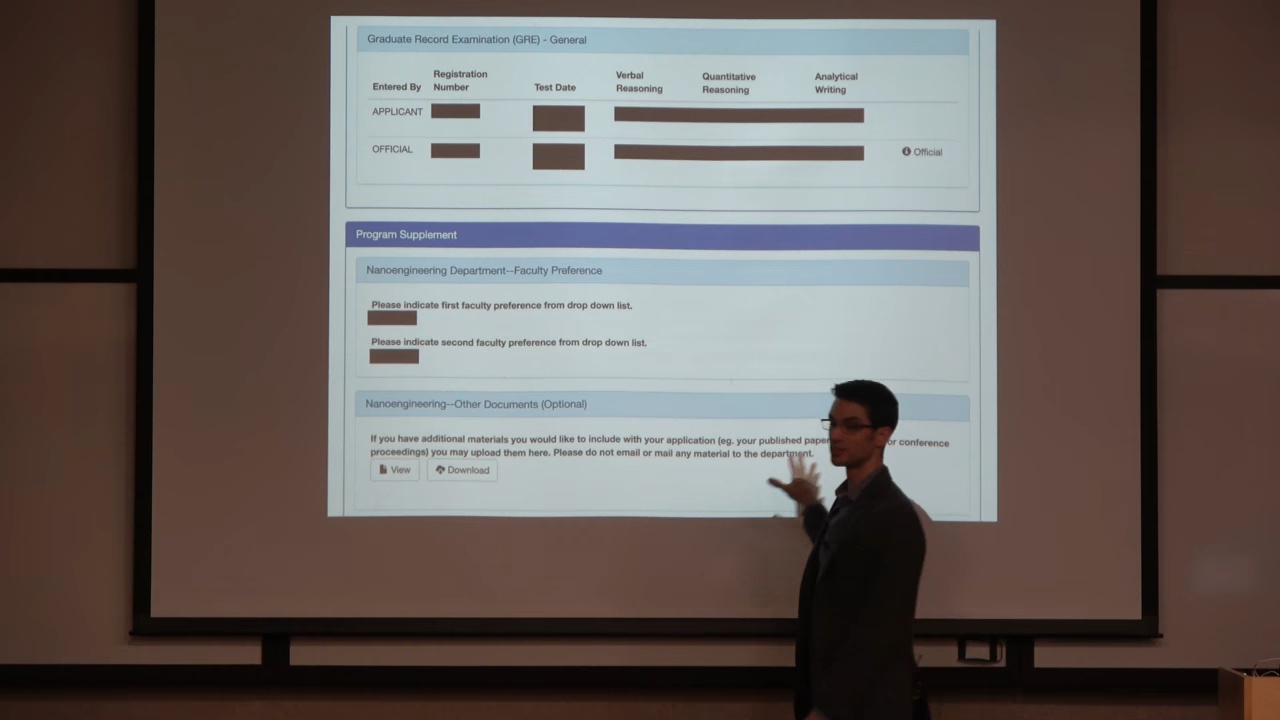 Graduate Record Examination (GRE) - General
Entered By Registration Number Test Date Verbal Reasoning Quantitative Reasoning Analytical Writing
APPLICANT
OFFICIAL Official
Program Supplement
Nanoengineering Department--Faculty Preference
Please indicate first faculty preference from drop down list.
Please indicate second faculty preference from drop down list.
Nanoengineering--Other Documents (Optional)
If you have additional materials you would like to include with your application (eg. your published paper or conference
proceedings) you may upload them here. Please do not email or mail any material to the department.
View Download